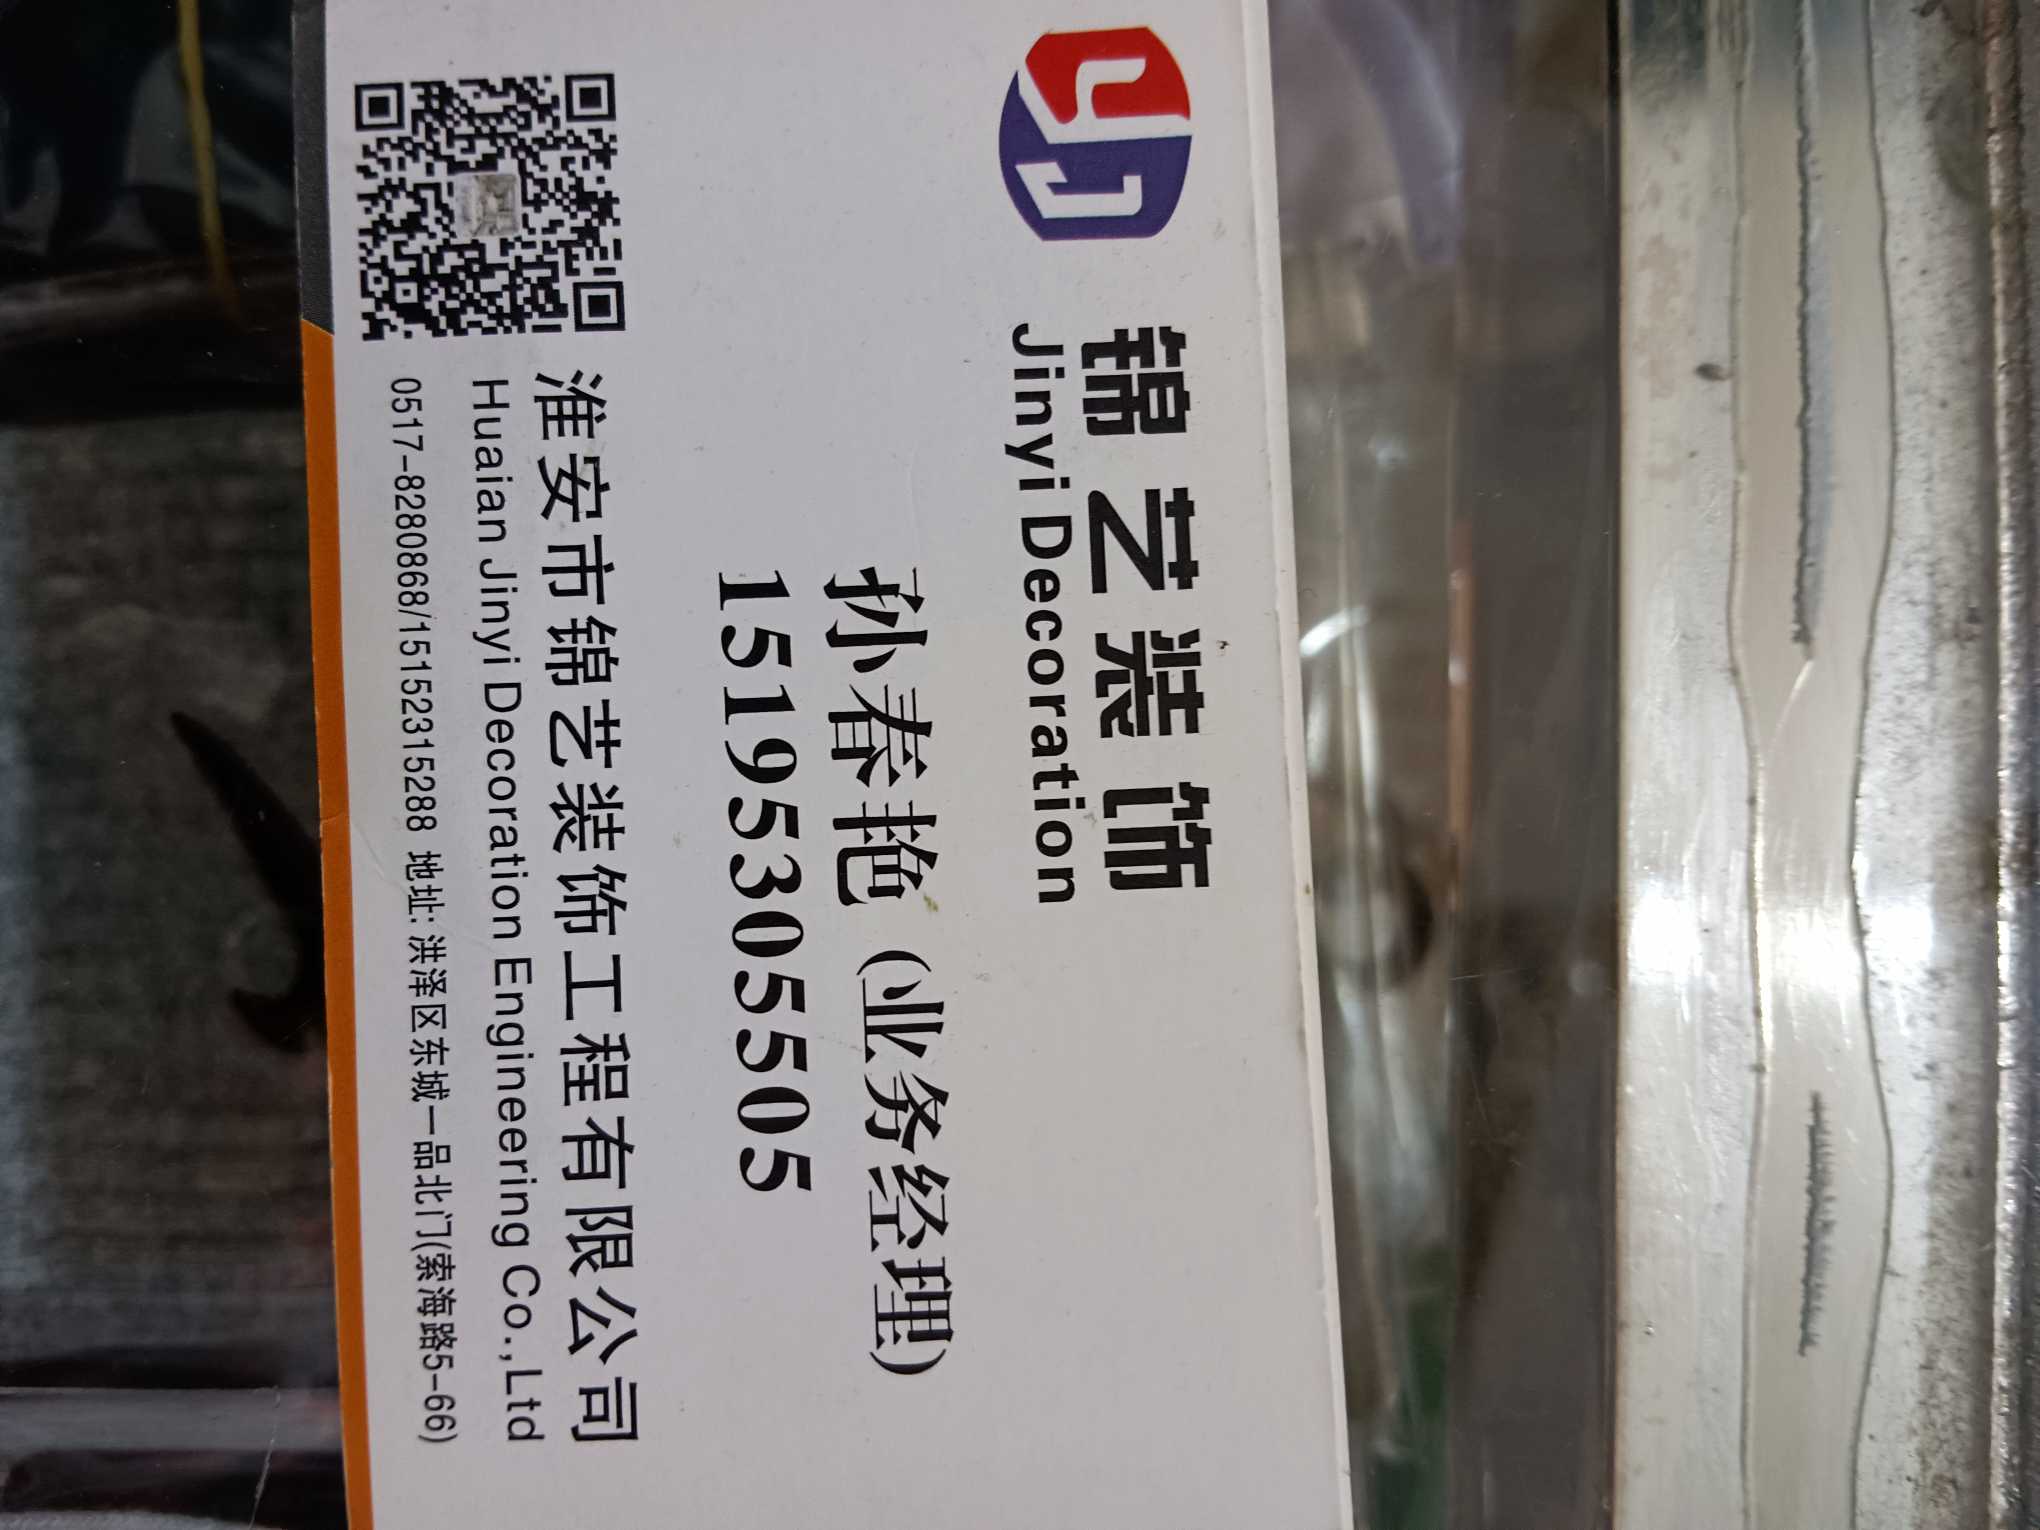 锦艺装饰
Jinyi Decoration
孙春艳（业务经理）
15195305505
淮安市锦艺装饰工程有限公司
Huaian Jinyi Decoration Engineering Co.,Ltd
0517-82808868/15152315288 地址: 洪泽区东城一品北门(索海路5-66)